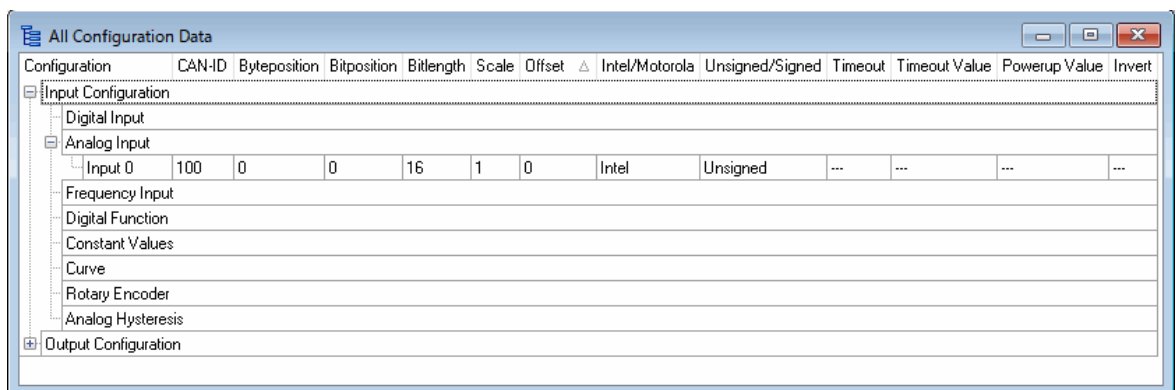 All Configuration Data
Configuration CAN-ID Byteposition Bitposition Bitlength Scale Offset Intel/Motorola Unsigned/Signed Timeout Timeout Value Powerup Value Invert
Input Configuration
Digital Input
Analog Input
Input 0 100 0 0 16 1 0 Intel Unsigned --- --- --- ---
Frequency Input
Digital Function
Constant Values
Curve
Rotary Encoder
Analog Hysteresis
Output Configuration